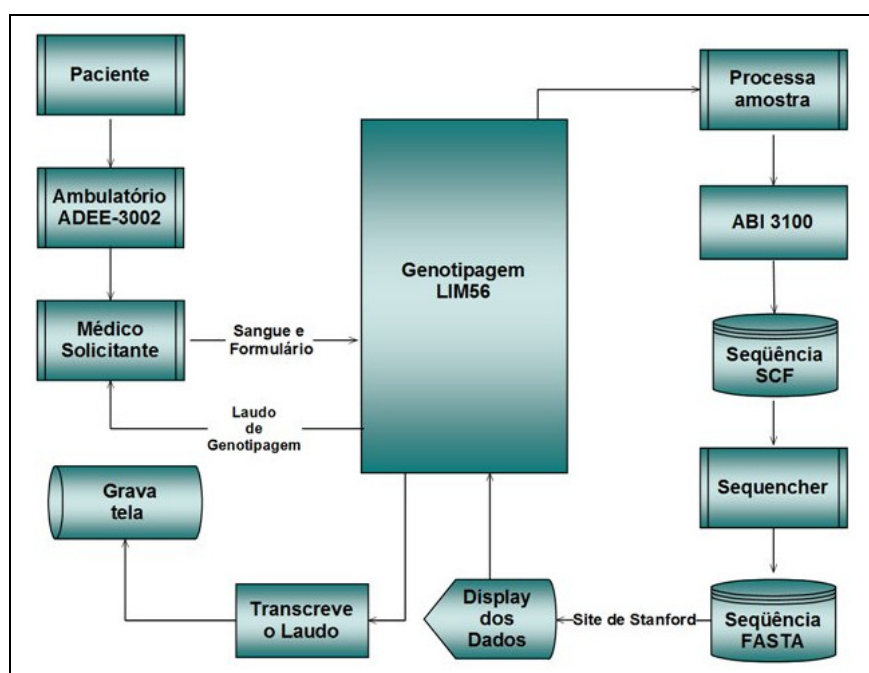 Paciente
Ambulatório
ADEE-3002
Médico
Solicitante
Sangue e
Formulário
Laudo
de
Genotipagem
Genotipagem
LIM56
Processa
amostra
ABI 3100
Seqüência
SCF
Sequencher
Seqüência
FASTA
Site de Stanford
Display
dos
Dados
Transcreve
o Laudo
Grava
tela